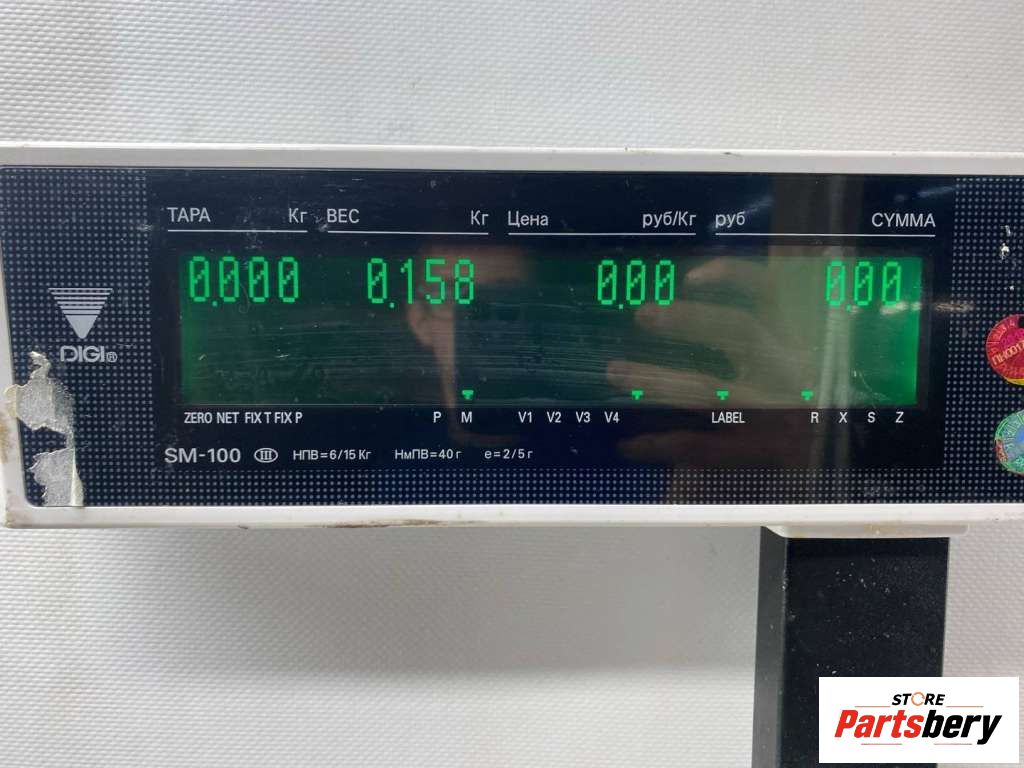 ТАРА Кг ВЕС Кг Цена руб/Кг руб СУММА
0.000 0.158 0.00 0.00
DIGI®
ZERO NET FIX T FIX P P M V1 V2 V3 V4 LABEL R X S Z
SM-100 III НПВ=6/15 Кг НмПВ=40 г e=2/5 г
STORE
Partsbery